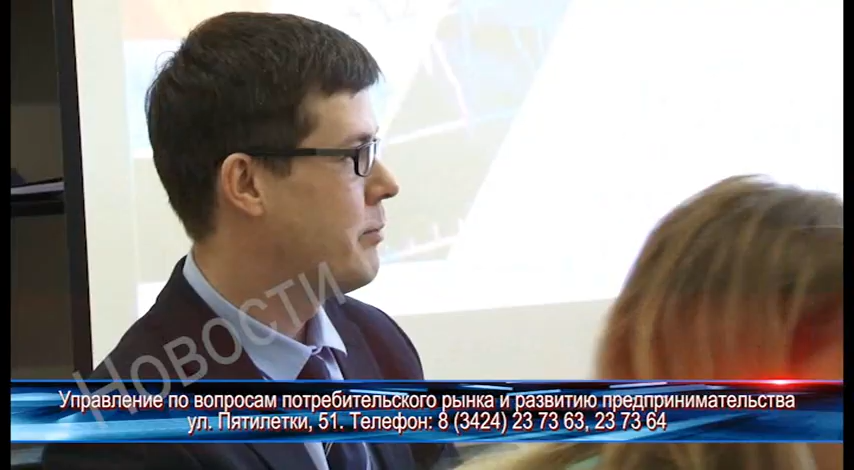 Новости
Управление по вопросам потребительского рынка и развитию предпринимательства
ул. Пятилетки, 51. Телефон: 8 (3424) 23 73 63, 23 73 64